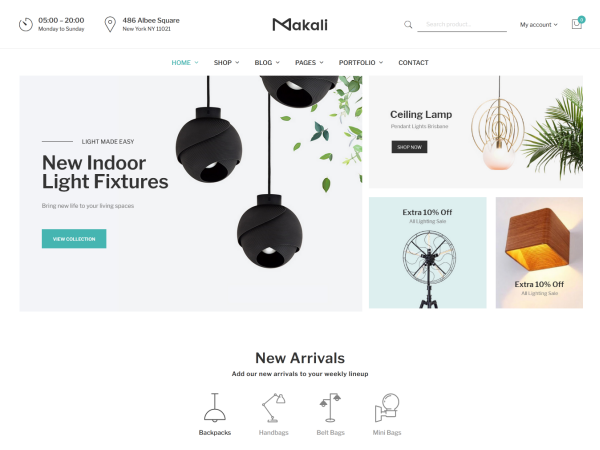 05:00 – 20:00
Monday to Sunday
486 Albee Square
New York NY 11021
Makali
Search product...
My account
0
HOME
SHOP
BLOG
PAGES
PORTFOLIO
CONTACT
LIGHT MADE EASY
New Indoor
Light Fixtures
Bring new life to your living spaces
VIEW COLLECTION
Ceiling Lamp
Pendant Lights Brisbane
SHOP NOW
Extra 10% Off
All Lighting Sale
Extra 10% Off
All Lighting Sale
New Arrivals
Add our new arrivals to your weekly lineup
Backpacks
Handbags
Belt Bags
Mini Bags